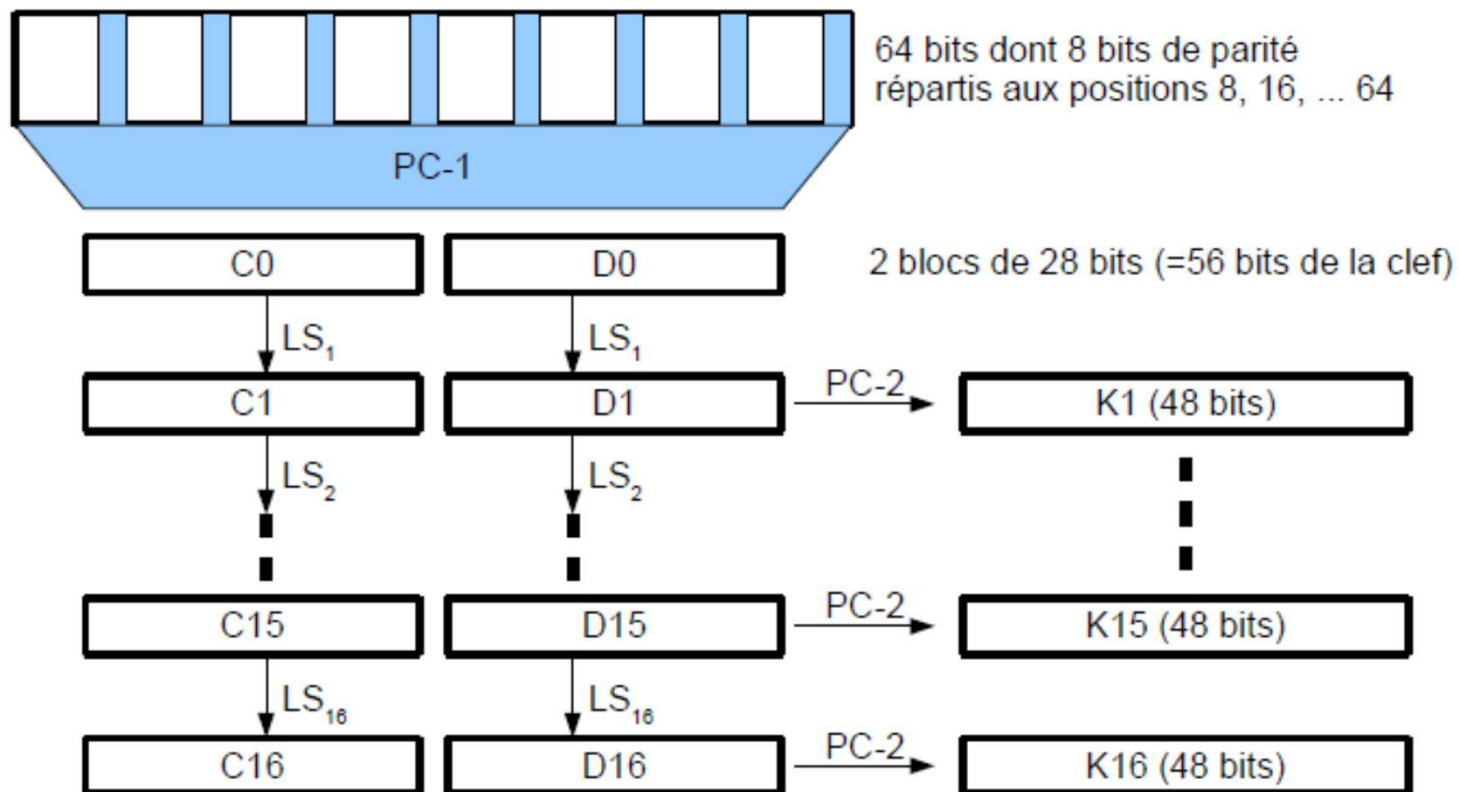 64 bits dont 8 bits de parité
répartis aux positions 8, 16, ... 64
PC-1
C0 D0 2 blocs de 28 bits (=56 bits de la clef)
LS₁ LS₁
C1 D1 PC-2 K1 (48 bits)
LS₂ LS₂
C15 D15 PC-2 K15 (48 bits)
LS₁₆ LS₁₆
C16 D16 PC-2 K16 (48 bits)